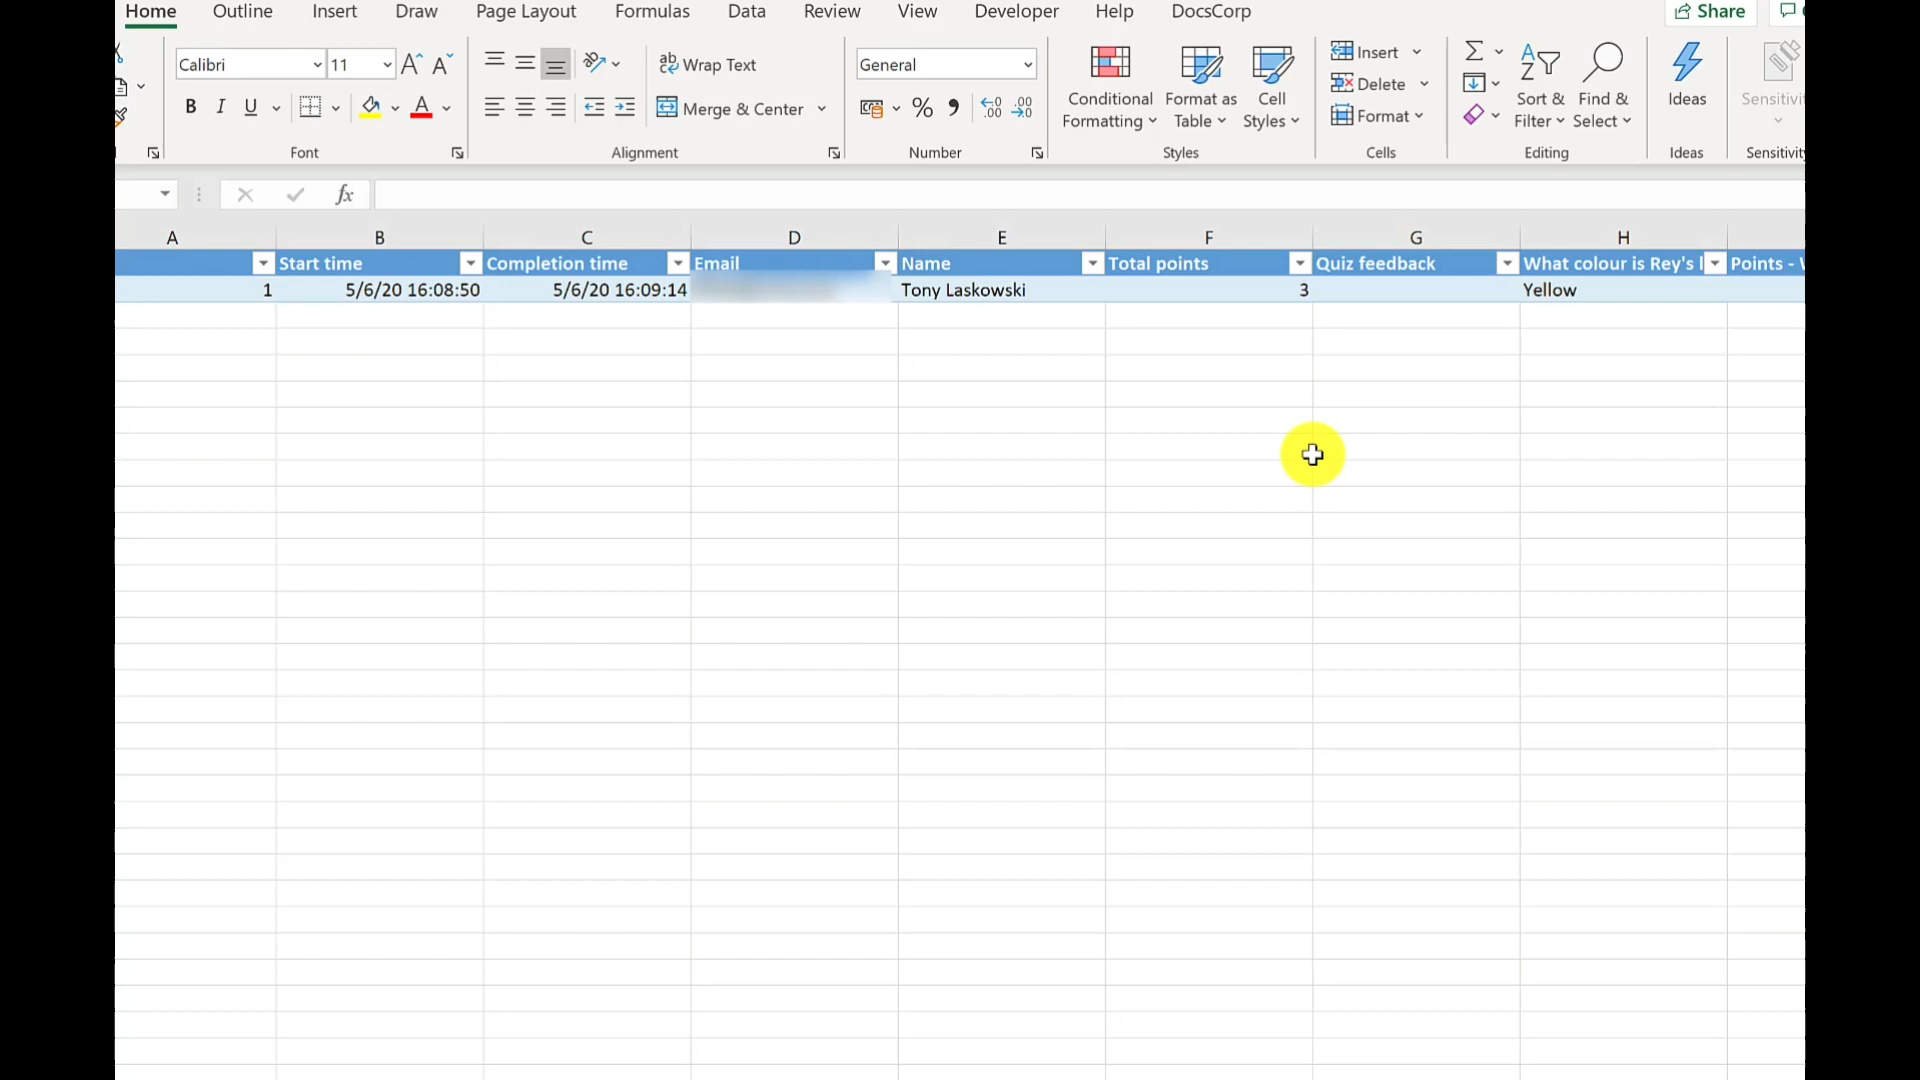 Home Outline Insert Draw Page Layout Formulas Data Review View Developer Help DocsCorp Share
Calibri 11 Wrap Text General Insert
B I U Merge & Center % Conditional Formatting Format as Table Cell Styles Delete Format Sort & Filter Find & Select Ideas
Font Alignment Number Styles Cells Editing Ideas
fx
A B C D E F G H
Start time Completion time Email Name Total points Quiz feedback What colour is Rey's Points -
1 5/6/20 16:08:50 5/6/20 16:09:14 Tony Laskowski 3 Yellow